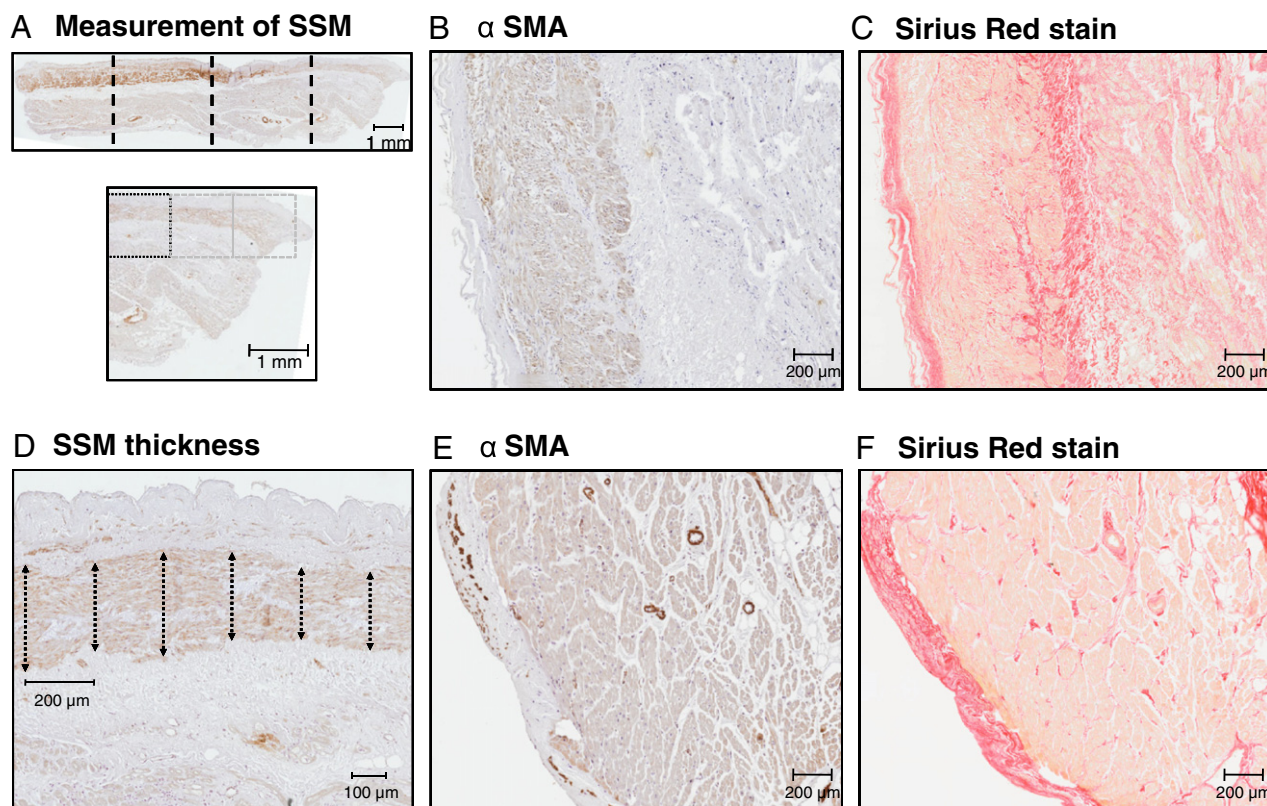 A Measurement of SSM
1 mm
1 mm
B α SMA
200 μm
C Sirius Red stain
200 μm
D SSM thickness
200 μm
100 μm
E α SMA
200 μm
F Sirius Red stain
200 μm